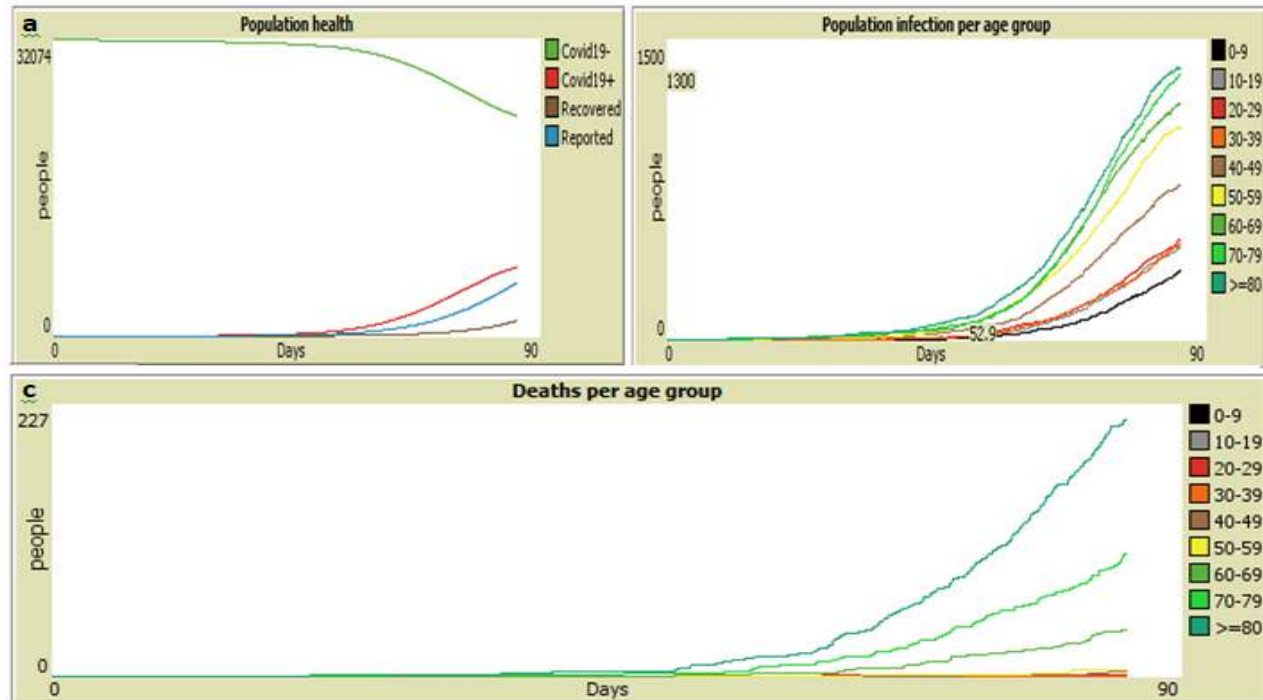 a
Population health
32074
people
0
0
Days
90
Covid19-
Covid19+
Recovered
Reported
Population infection per age group
1500
1300
people
0
52.9
0
Days
90
0-9
10-19
20-29
30-39
40-49
50-59
60-69
70-79
>=80
c
Deaths per age group
227
people
0
0
Days
90
0-9
10-19
20-29
30-39
40-49
50-59
60-69
70-79
>=80